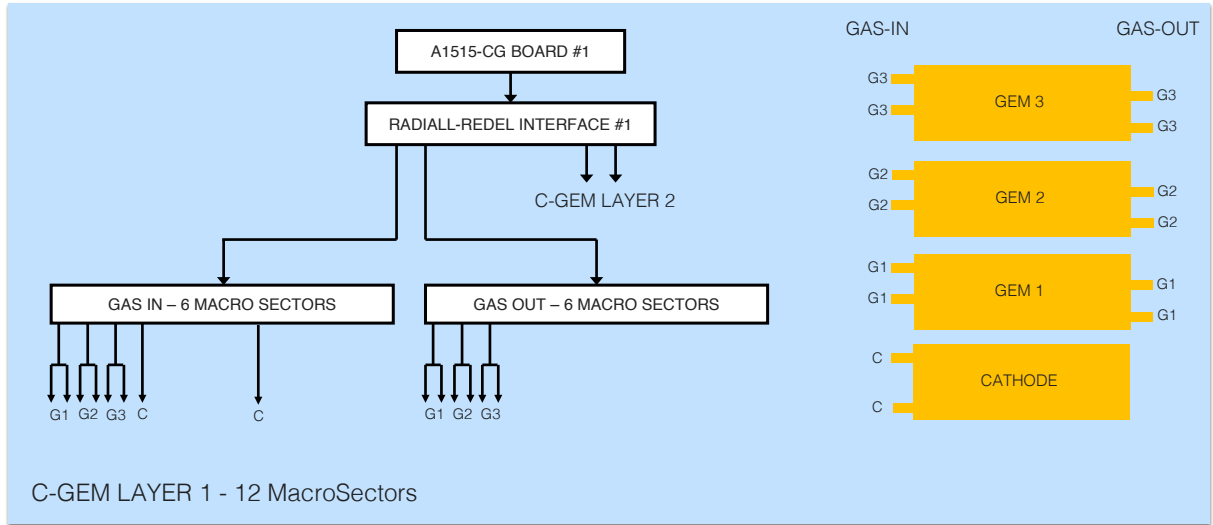 A1515-CG BOARD #1
RADIALL-REDEL INTERFACE #1
C-GEM LAYER 2
GAS IN – 6 MACRO SECTORS
GAS OUT – 6 MACRO SECTORS
G1 G2 G3 C C
G1 G2 G3
C-GEM LAYER 1 - 12 MacroSectors
GAS-IN
GAS-OUT
G3
G3
GEM 3
G3
G3
G2
G2
GEM 2
G2
G2
G1
G1
GEM 1
G1
G1
C
C
CATHODE